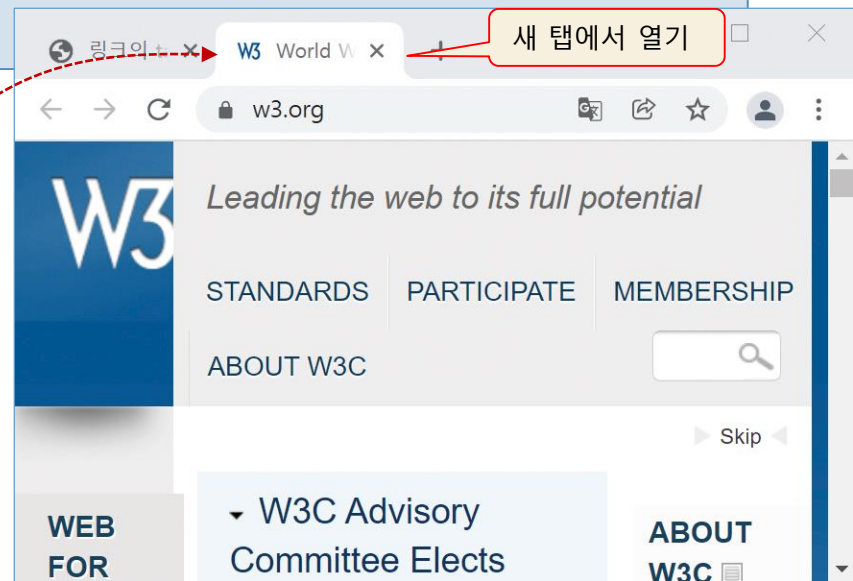 링크의 t
W3 World W
새 탭에서 열기
w3.org
W3
Leading the web to its full potential
STANDARDS PARTICIPATE MEMBERSHIP
ABOUT W3C
Skip
WEB
FOR
W3C Advisory
Committee Elects
ABOUT
W3C